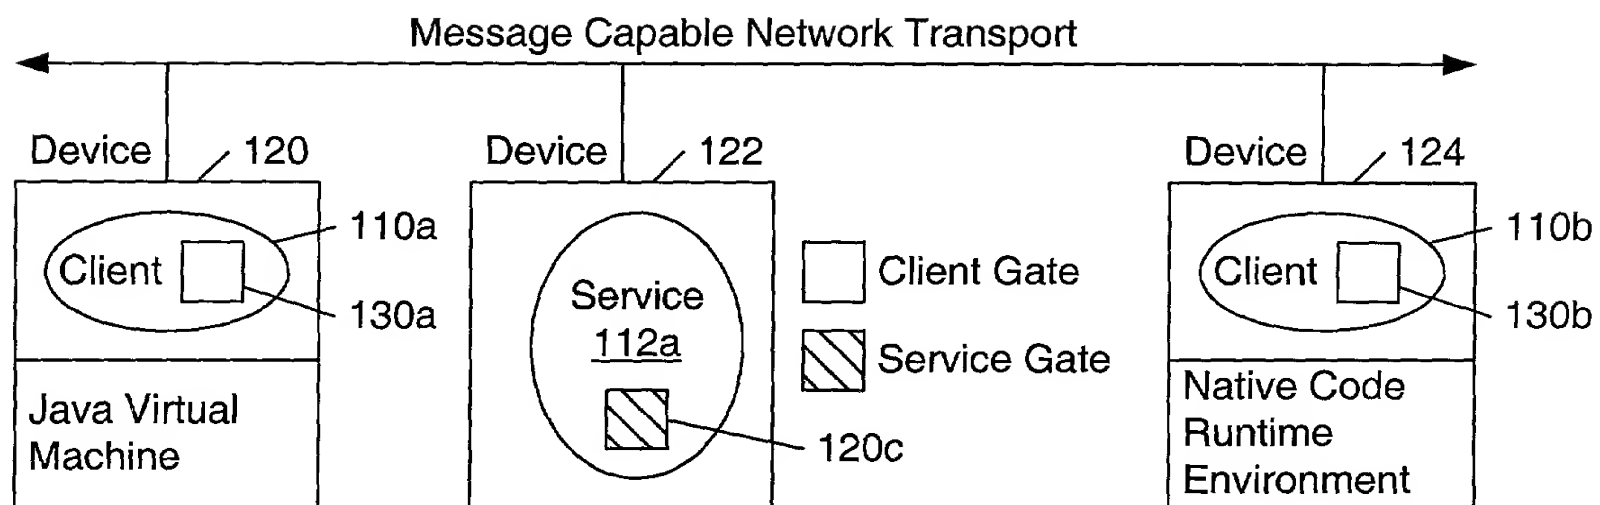 Message Capable Network Transport
Device 120
Device 122
Device 124
110a
Client
130a
Java Virtual
Machine
Service
112a
120c
Client Gate
Service Gate
110b
Client
130b
Native Code
Runtime
Environment